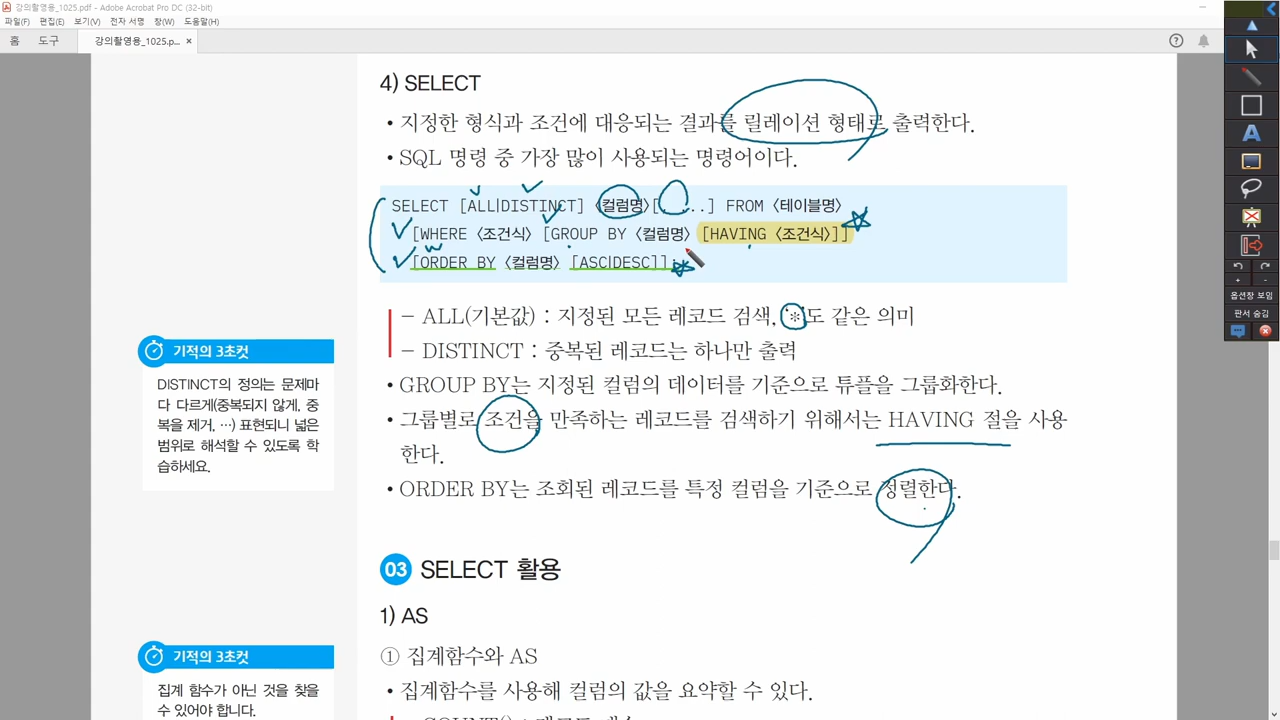 강의촬영용_1025.pdf - Adobe Acrobat Pro DC (32-bit)
파일(F) 편집(E) 보기(V) 전자 서명 창(W) 도움말(H)
홈 도구 강의촬영용_1025.p... ×
4) SELECT
• 지정한 형식과 조건에 대응되는 결과를 릴레이션 형태로 출력한다.
• SQL 명령 중 가장 많이 사용되는 명령어이다.
SELECT [ALL|DISTINCT] 〈컬럼명〉[, ...] FROM 〈테이블명〉
[WHERE 〈조건식〉 [GROUP BY 〈컬럼명〉 [HAVING 〈조건식〉]]
[ORDER BY 〈컬럼명〉 [ASC|DESC]];
- ALL(기본값) : 지정된 모든 레코드 검색, '*'도 같은 의미
- DISTINCT : 중복된 레코드는 하나만 출력
• GROUP BY는 지정된 컬럼의 데이터를 기준으로 튜플을 그룹화한다.
• 그룹별로 조건을 만족하는 레코드를 검색하기 위해서는 HAVING 절을 사용
한다.
• ORDER BY는 조회된 레코드를 특정 컬럼을 기준으로 정렬한다.
기적의 3초컷
DISTINCT의 정의는 문제마
다 다르게(중복되지 않게, 중
복을 제거, …) 표현되니 넓은
범위로 해석할 수 있도록 학
습하세요.
03 SELECT 활용
1) AS
① 집계함수와 AS
• 집계함수를 사용해 컬럼의 값을 요약할 수 있다.
기적의 3초컷
집계 함수가 아닌 것을 찾을
수 있어야 합니다.
옵션창 보임
판서 숨김